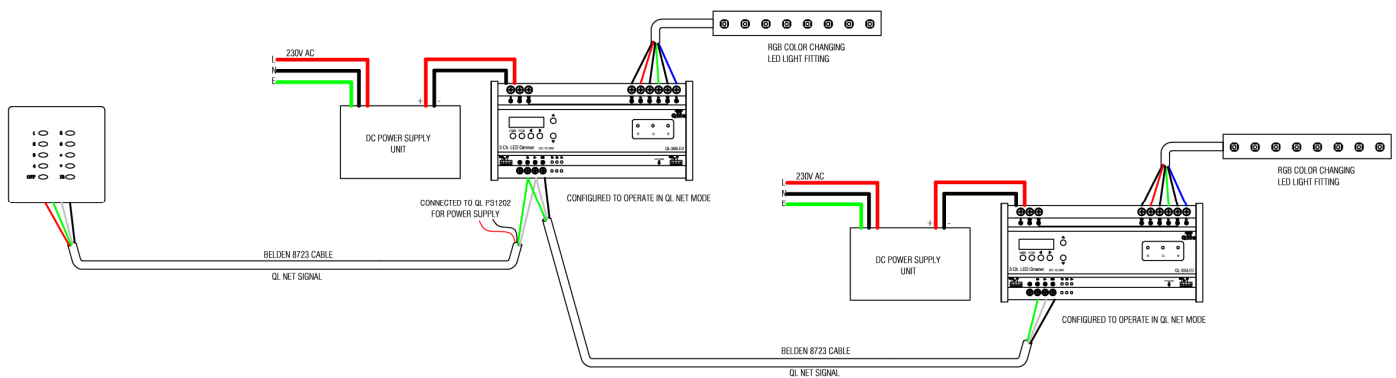 RGB COLOR CHANGING
LED LIGHT FITTING
230V AC
L
N
E
+ -
DC POWER SUPPLY
UNIT
3 Ch. LED Dimmer
CONFIGURED TO OPERATE IN QL NET MODE
CONNECTED TO QL PS1202
FOR POWER SUPPLY
OFF
BELDEN 8723 CABLE
QL NET SIGNAL
RGB COLOR CHANGING
LED LIGHT FITTING
230V AC
L
N
E
+ -
DC POWER SUPPLY
UNIT
3 Ch. LED Dimmer
CONFIGURED TO OPERATE IN QL NET MODE
BELDEN 8723 CABLE
QL NET SIGNAL